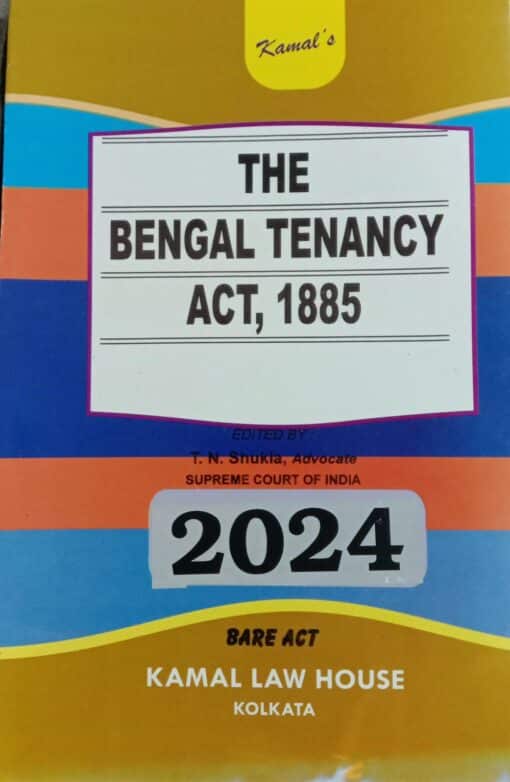 Kamal's
THE
BENGAL TENANCY
ACT, 1885
EDITED BY :
T. N. Shukla, Advocate
SUPREME COURT OF INDIA
2024
BARE ACT
KAMAL LAW HOUSE
KOLKATA